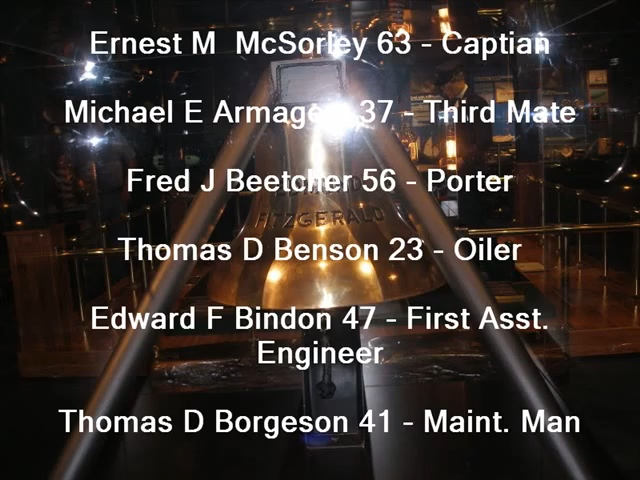 Ernest M McSorley 63 - Captian
Michael E 37 - Third Mate
Fred J Beetcher 56 - Porter
FITZGERALD
Thomas D Benson 23 - Oiler
Edward F Bindon 47 - First Asst.
Engineer
Thomas D Borgeson 41 - Maint. Man